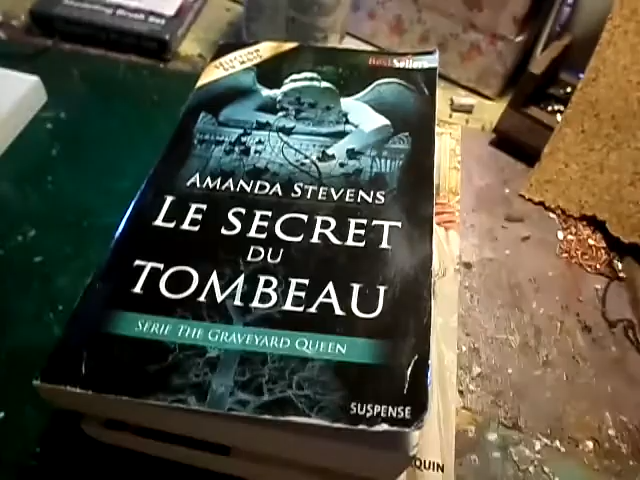 BestSellers
AMANDA STEVENS
LE SECRET
DU
TOMBEAU
SÉRIE THE GRAVEYARD QUEEN
SUSPENSE
QUIN